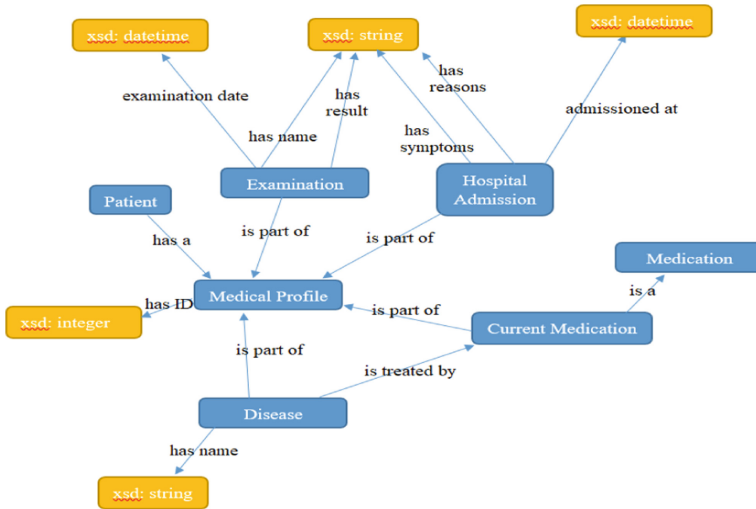 xsd: datetime
xsd: string
xsd: datetime
has
reasons
examination date
has
result
admissioned at
has name
has
symptoms
Examination
Hospital
Admission
Patient
has a
is part of
is part of
Medication
Medical Profile
is a
has ID
is part of
xsd: integer
Current Medication
is part of
is treated by
Disease
has name
xsd: string